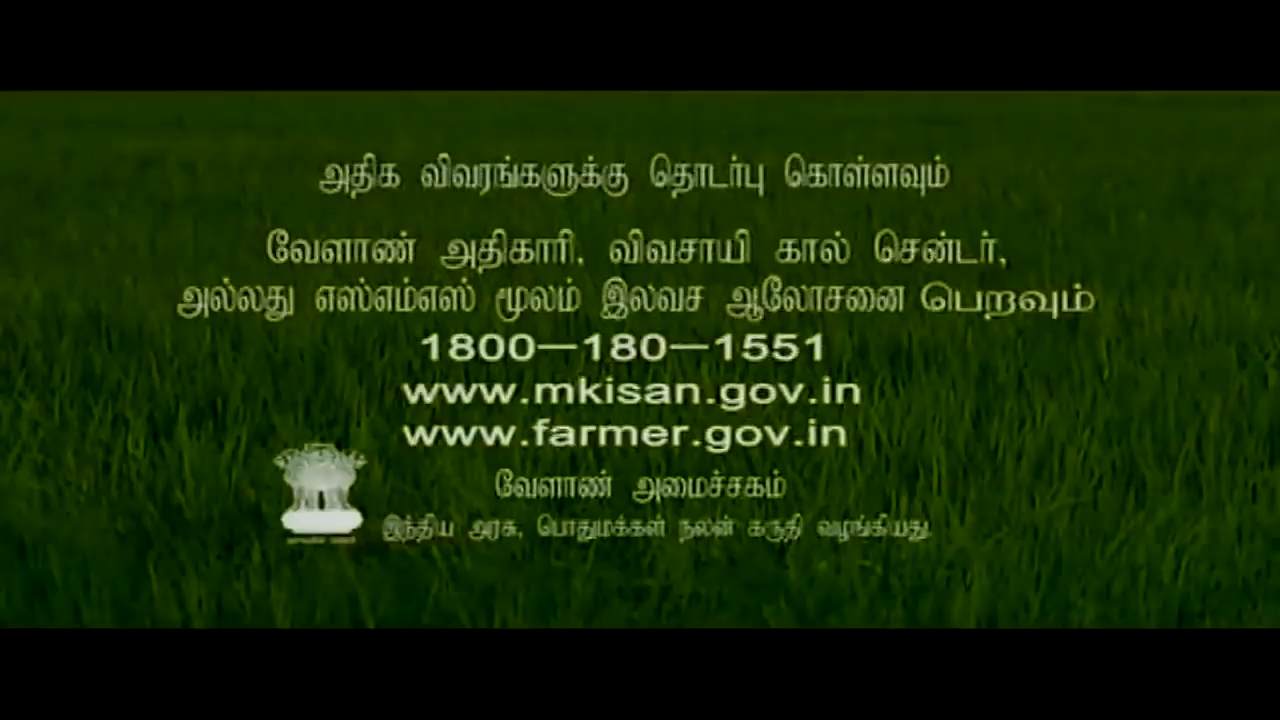 அதிக விவரங்களுக்கு தொடர்பு கொள்ளவும்
வேளாண் அதிகாரி, விவசாயி கால் சென்டர்,
அல்லது எஸ்எம்எஸ் மூலம் இலவச ஆலோசனை பெறவும்
1800–180–1551
www.mkisan.gov.in
www.farmer.gov.in
வேளாண் அமைச்சகம்
இந்திய அரசு, பொதுமக்கள் நலன் கருதி வழங்கியது.